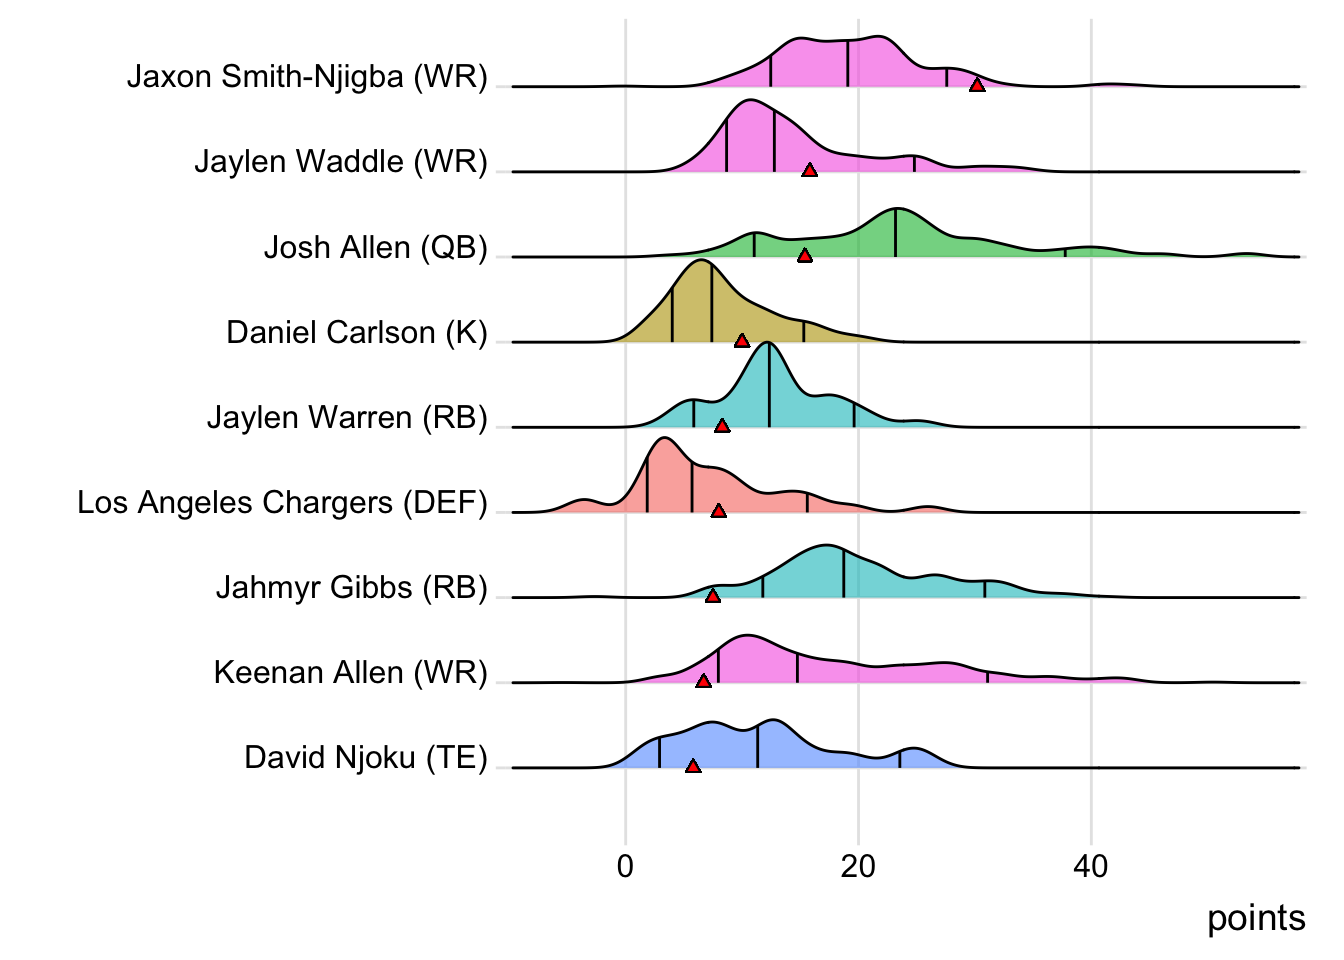 Jaxon Smith-Njigba (WR)
Jaylen Waddle (WR)
Josh Allen (QB)
Daniel Carlson (K)
Jaylen Warren (RB)
Los Angeles Chargers (DEF)
Jahmyr Gibbs (RB)
Keenan Allen (WR)
David Njoku (TE)
0 20 40
points